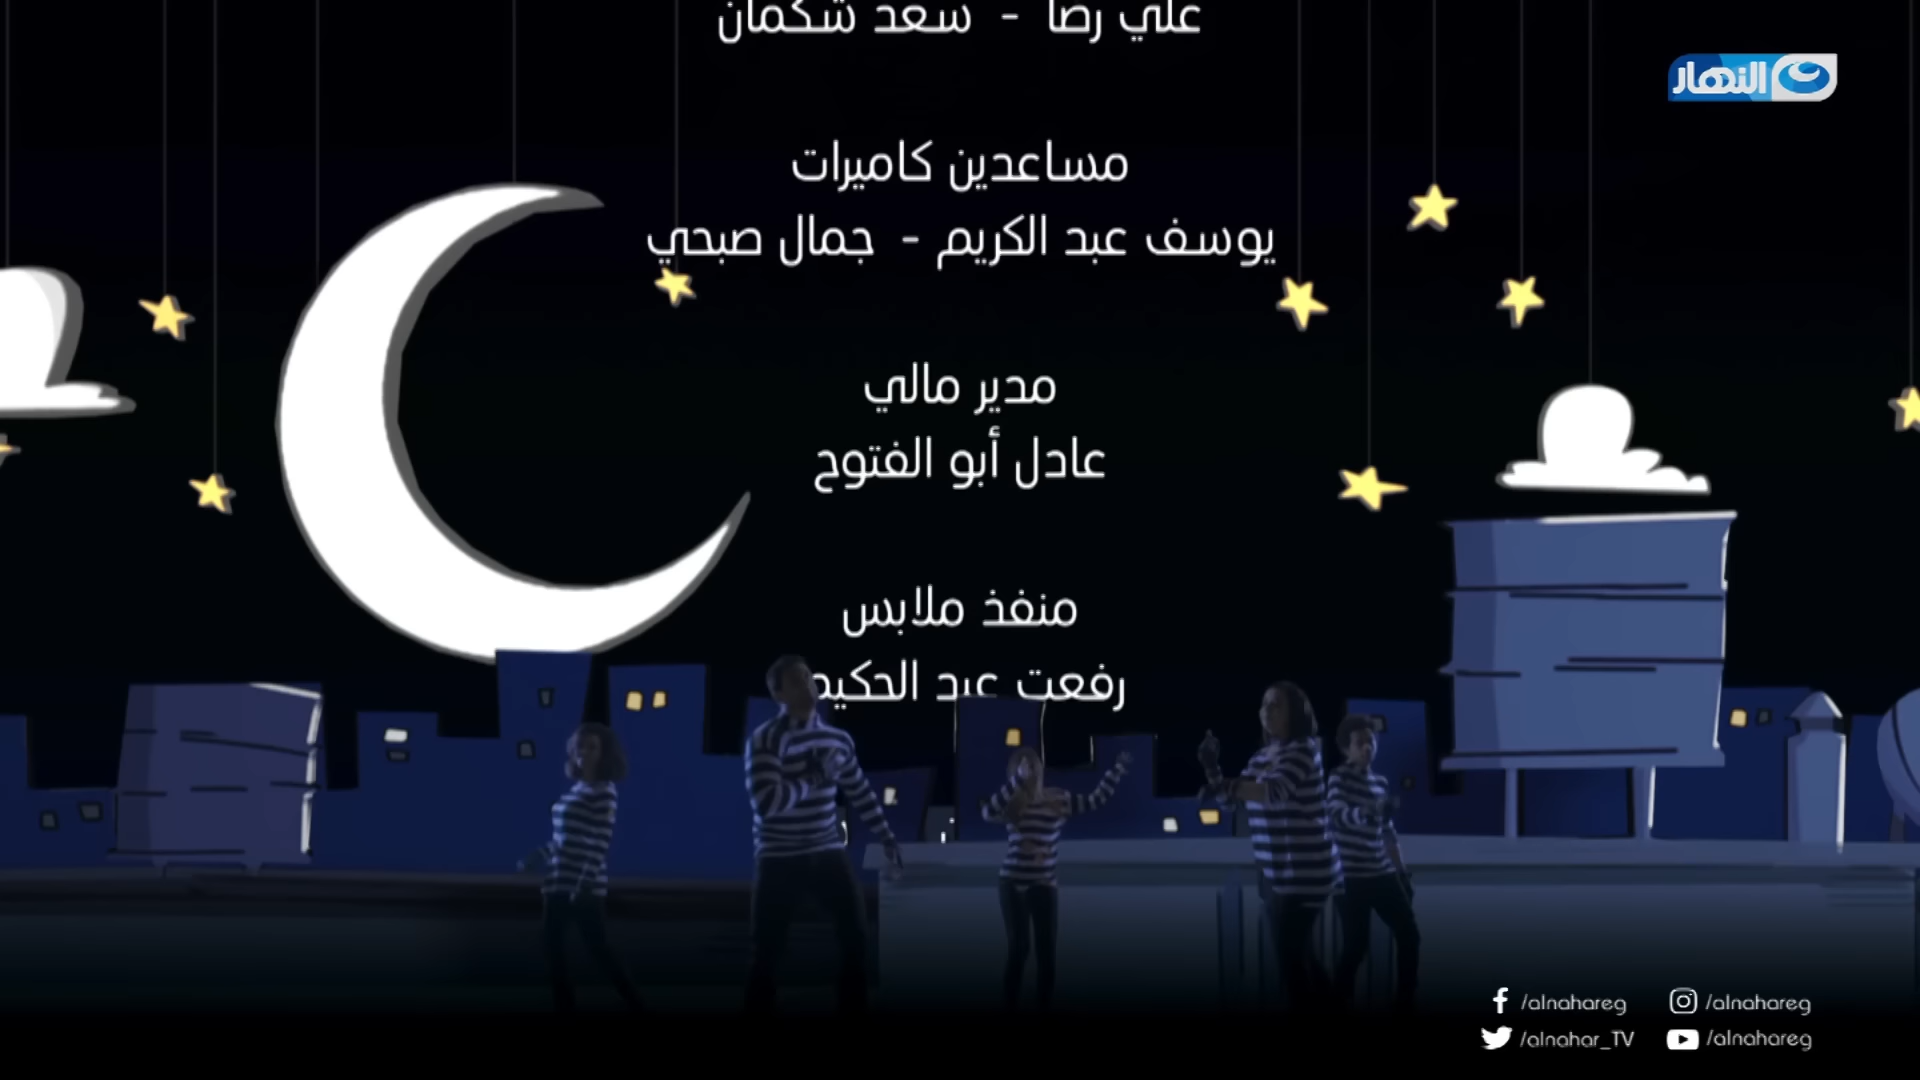 علي رضا - سعد شكمان
النهار
مساعدين كاميرات
يوسف عبد الكريم - جمال صبحي
مدير مالي
عادل أبو الفتوح
منفذ ملابس
رفعت عبد الحكيم
/alnahareg
/alnahareg
/alnahar_TV
/alnahareg